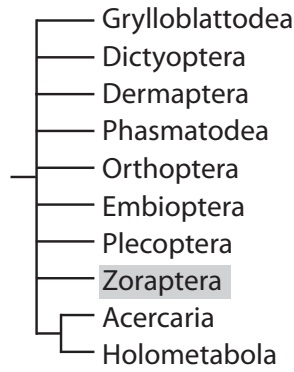 Grylloblattodea
Dictyoptera
Dermaptera
Phasmatodea
Orthoptera
Embioptera
Plecoptera
Zoraptera
Acercaria
Holometabola